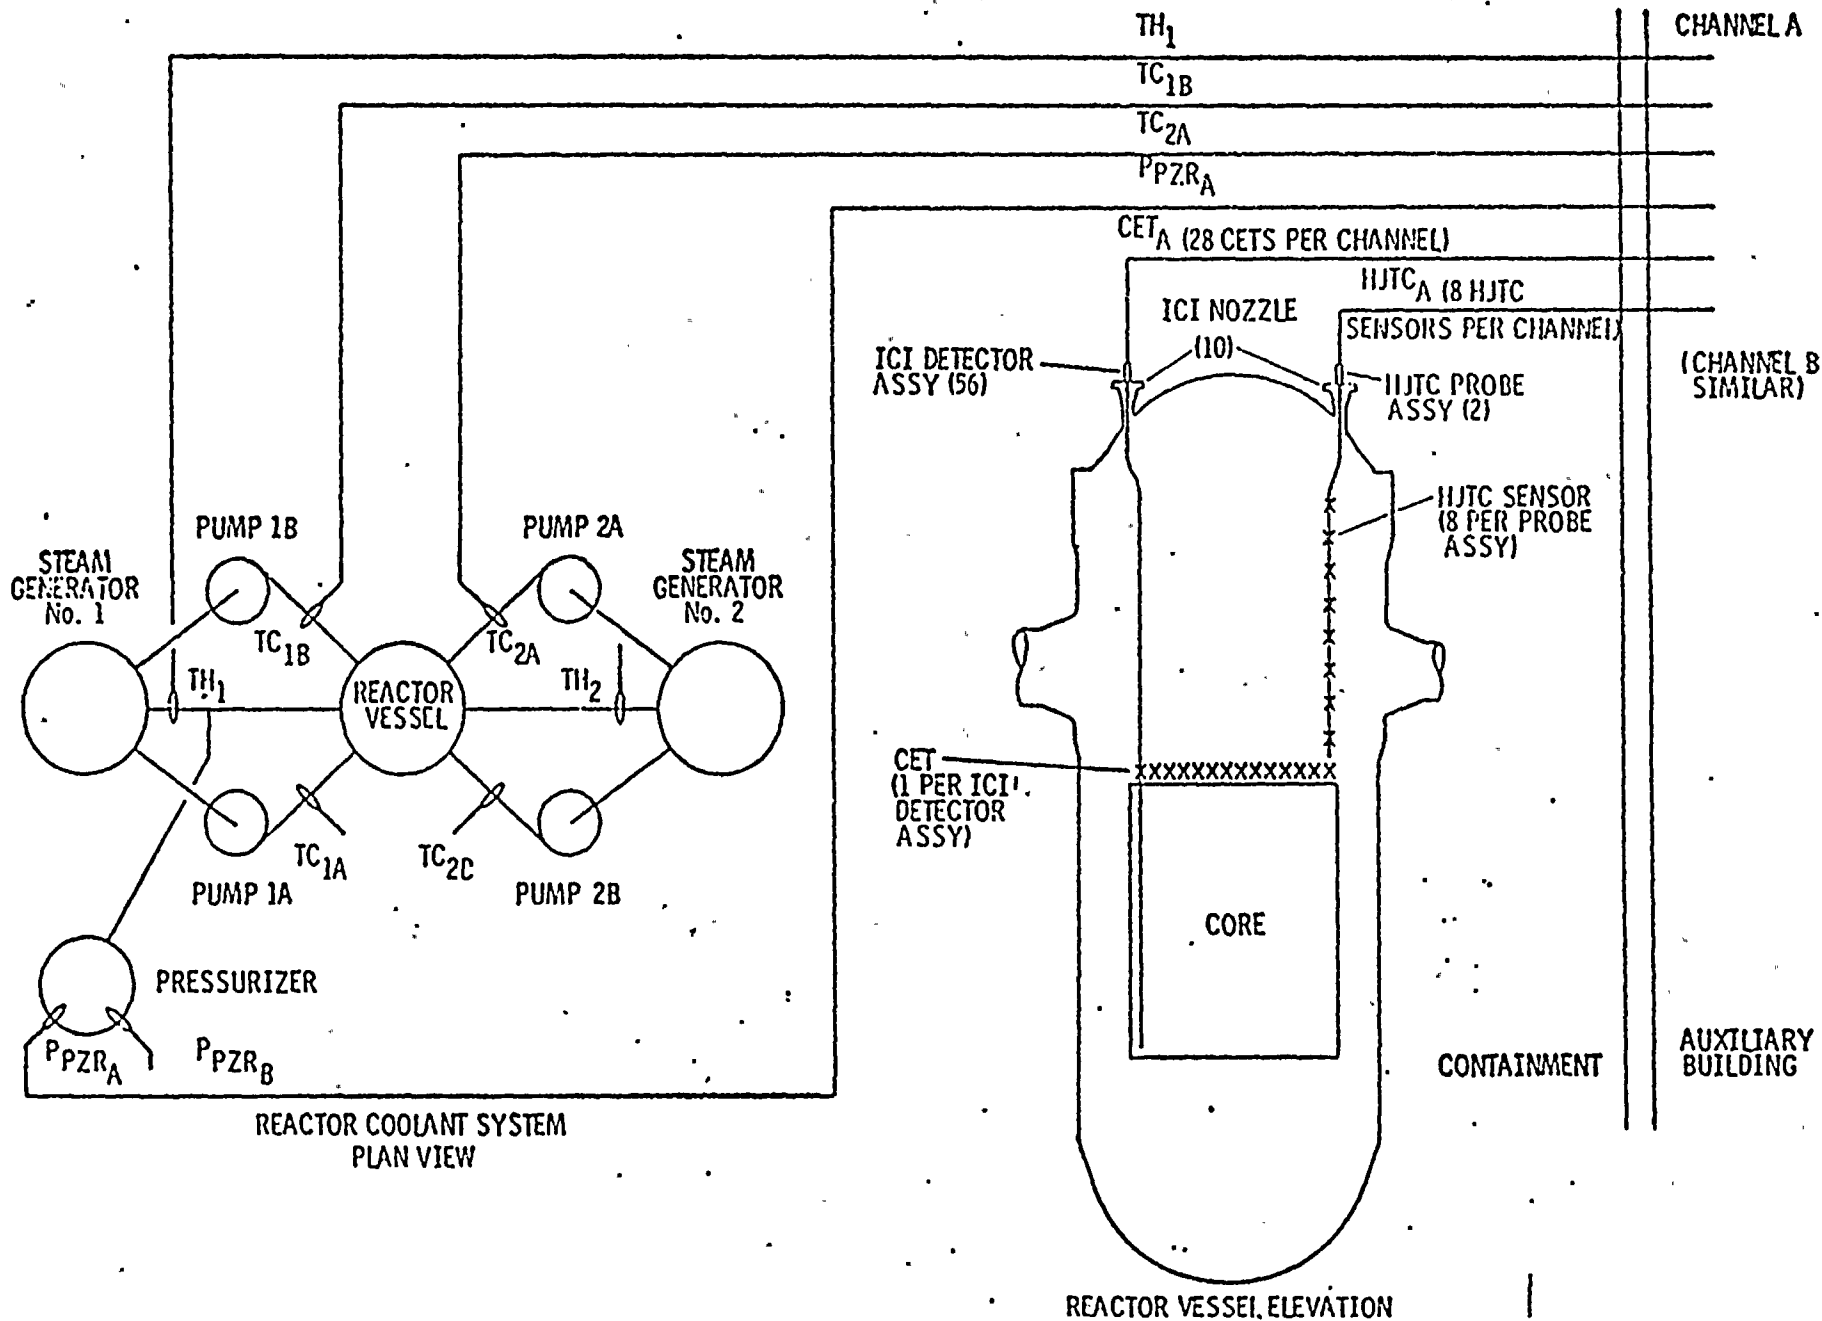 TH1
CHANNEL A
TC1B
TC2A
PPZRA
CETA (28 CETS PER CHANNEL)
HJTCA (8 HJTC
SENSORS PER CHANNEL)
ICI NOZZLE
(10)
ICI DETECTOR
ASSY (56)
HJTC PROBE
ASSY (2)
(CHANNEL B
SIMILAR)
HJTC SENSOR
(8 PER PROBE
ASSY)
PUMP 1B
PUMP 2A
STEAM
GENERATOR
No. 1
STEAM
GENERATOR
No. 2
TC1B
TC2A
TH1
REACTOR
VESSEL
TH2
CET
(1 PER ICI
DETECTOR
ASSY)
TC1A
PUMP 1A
PUMP 2B
CORE
PRESSURIZER
PPZRA
PPZRB
CONTAINMENT
AUXILIARY
BUILDING
REACTOR COOLANT SYSTEM
PLAN VIEW
REACTOR VESSEL ELEVATION